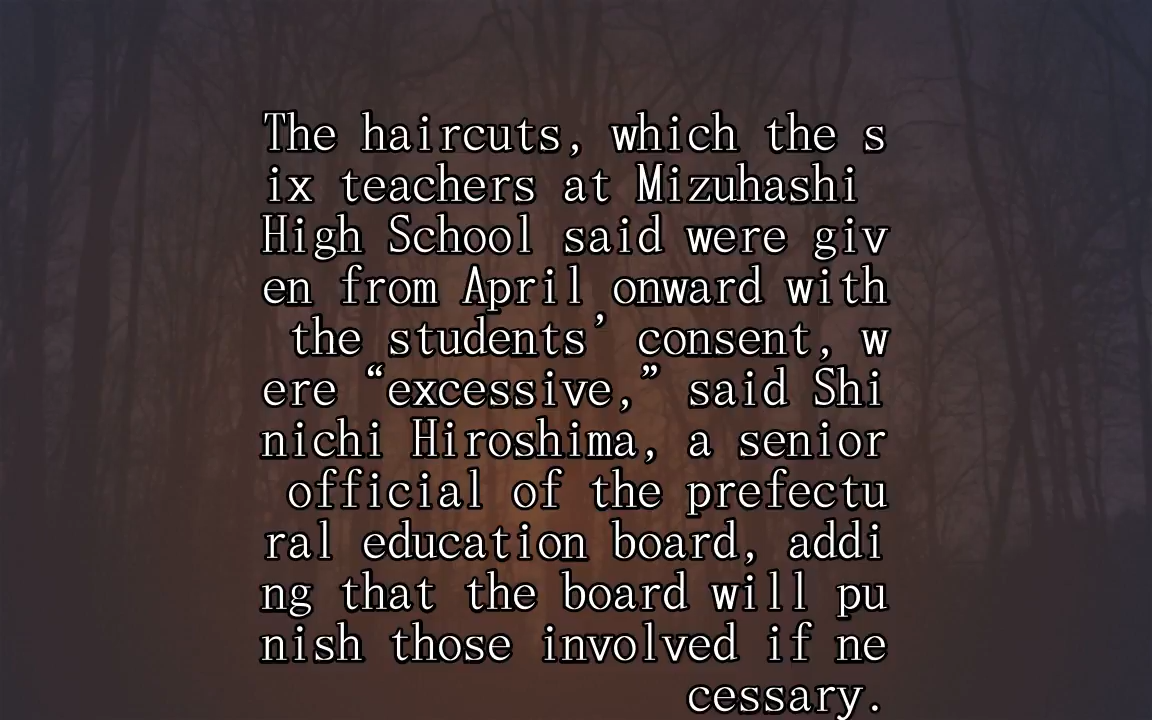 The haircuts, which the s
ix teachers at Mizuhashi
High School said were giv
en from April onward with
the students’ consent, w
ere “excessive,” said Shi
nichi Hiroshima, a senior
official of the prefectu
ral education board, addi
ng that the board will pu
nish those involved if ne
cessary.